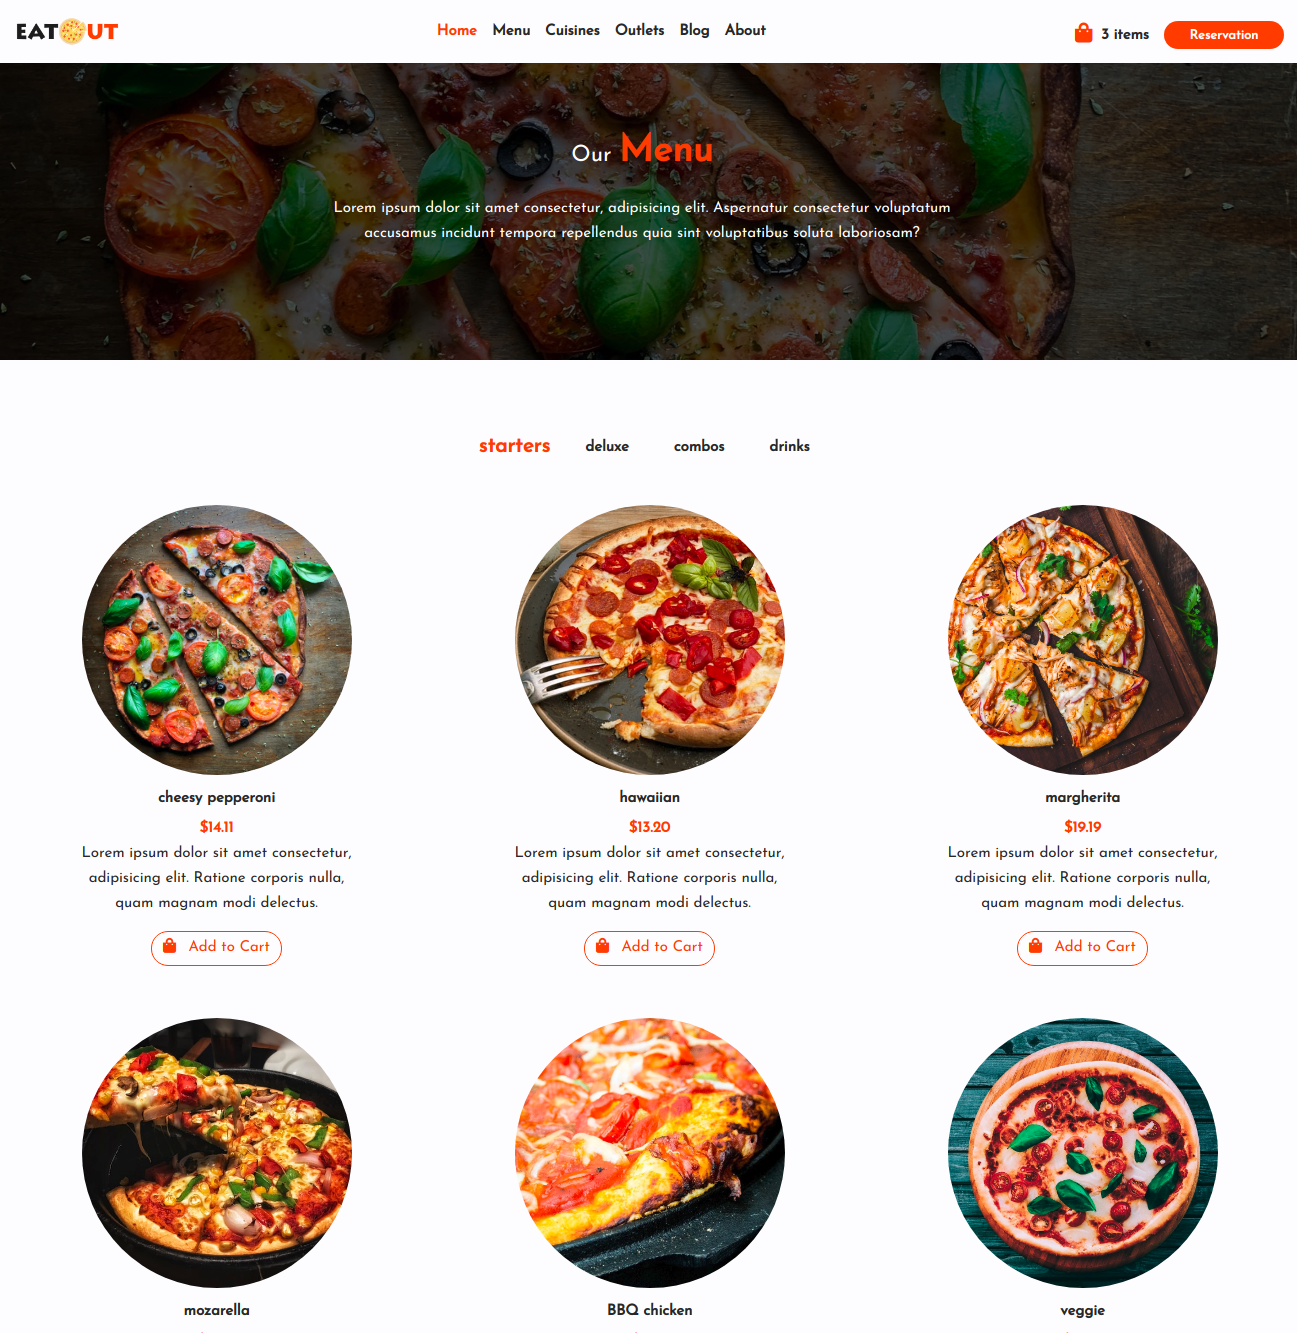 EAT UT
Home Menu Cuisines Outlets Blog About
3 items
Reservation
Our Menu
Lorem ipsum dolor sit amet consectetur, adipisicing elit. Aspernatur consectetur voluptatum
accusamus incidunt tempora repellendus quia sint voluptatibus soluta laboriosam?
starters deluxe combos drinks
cheesy pepperoni
$14.11
Lorem ipsum dolor sit amet consectetur,
adipisicing elit. Ratione corporis nulla,
quam magnam modi delectus.
Add to Cart
hawaiian
$13.20
Lorem ipsum dolor sit amet consectetur,
adipisicing elit. Ratione corporis nulla,
quam magnam modi delectus.
Add to Cart
margherita
$19.19
Lorem ipsum dolor sit amet consectetur,
adipisicing elit. Ratione corporis nulla,
quam magnam modi delectus.
Add to Cart
mozarella
BBQ chicken
veggie